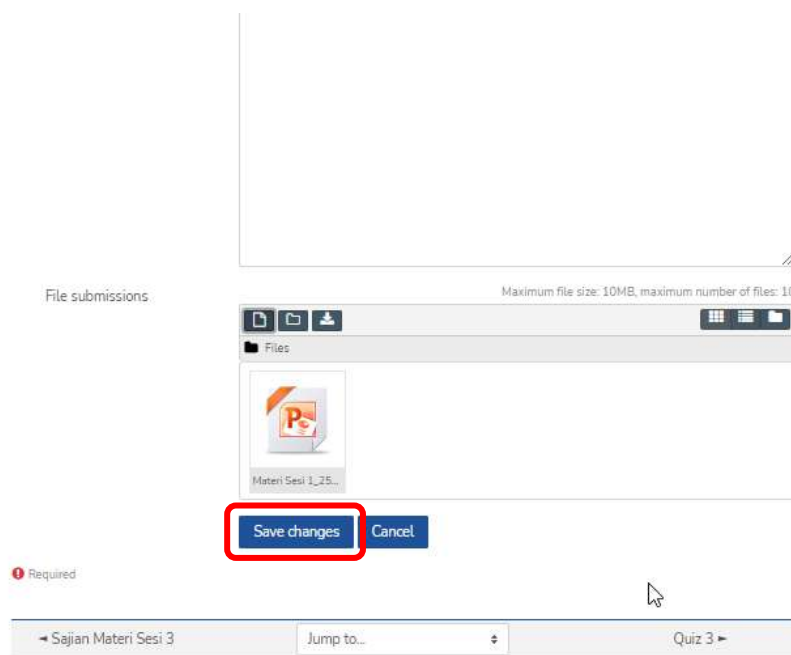 File submissions
Maximum file size: 10MB, maximum number of files: 10
Files
Materi Sesi 1_25...
Save changes Cancel
Required
◄ Sajian Materi Sesi 3 Jump to... Quiz 3 ►